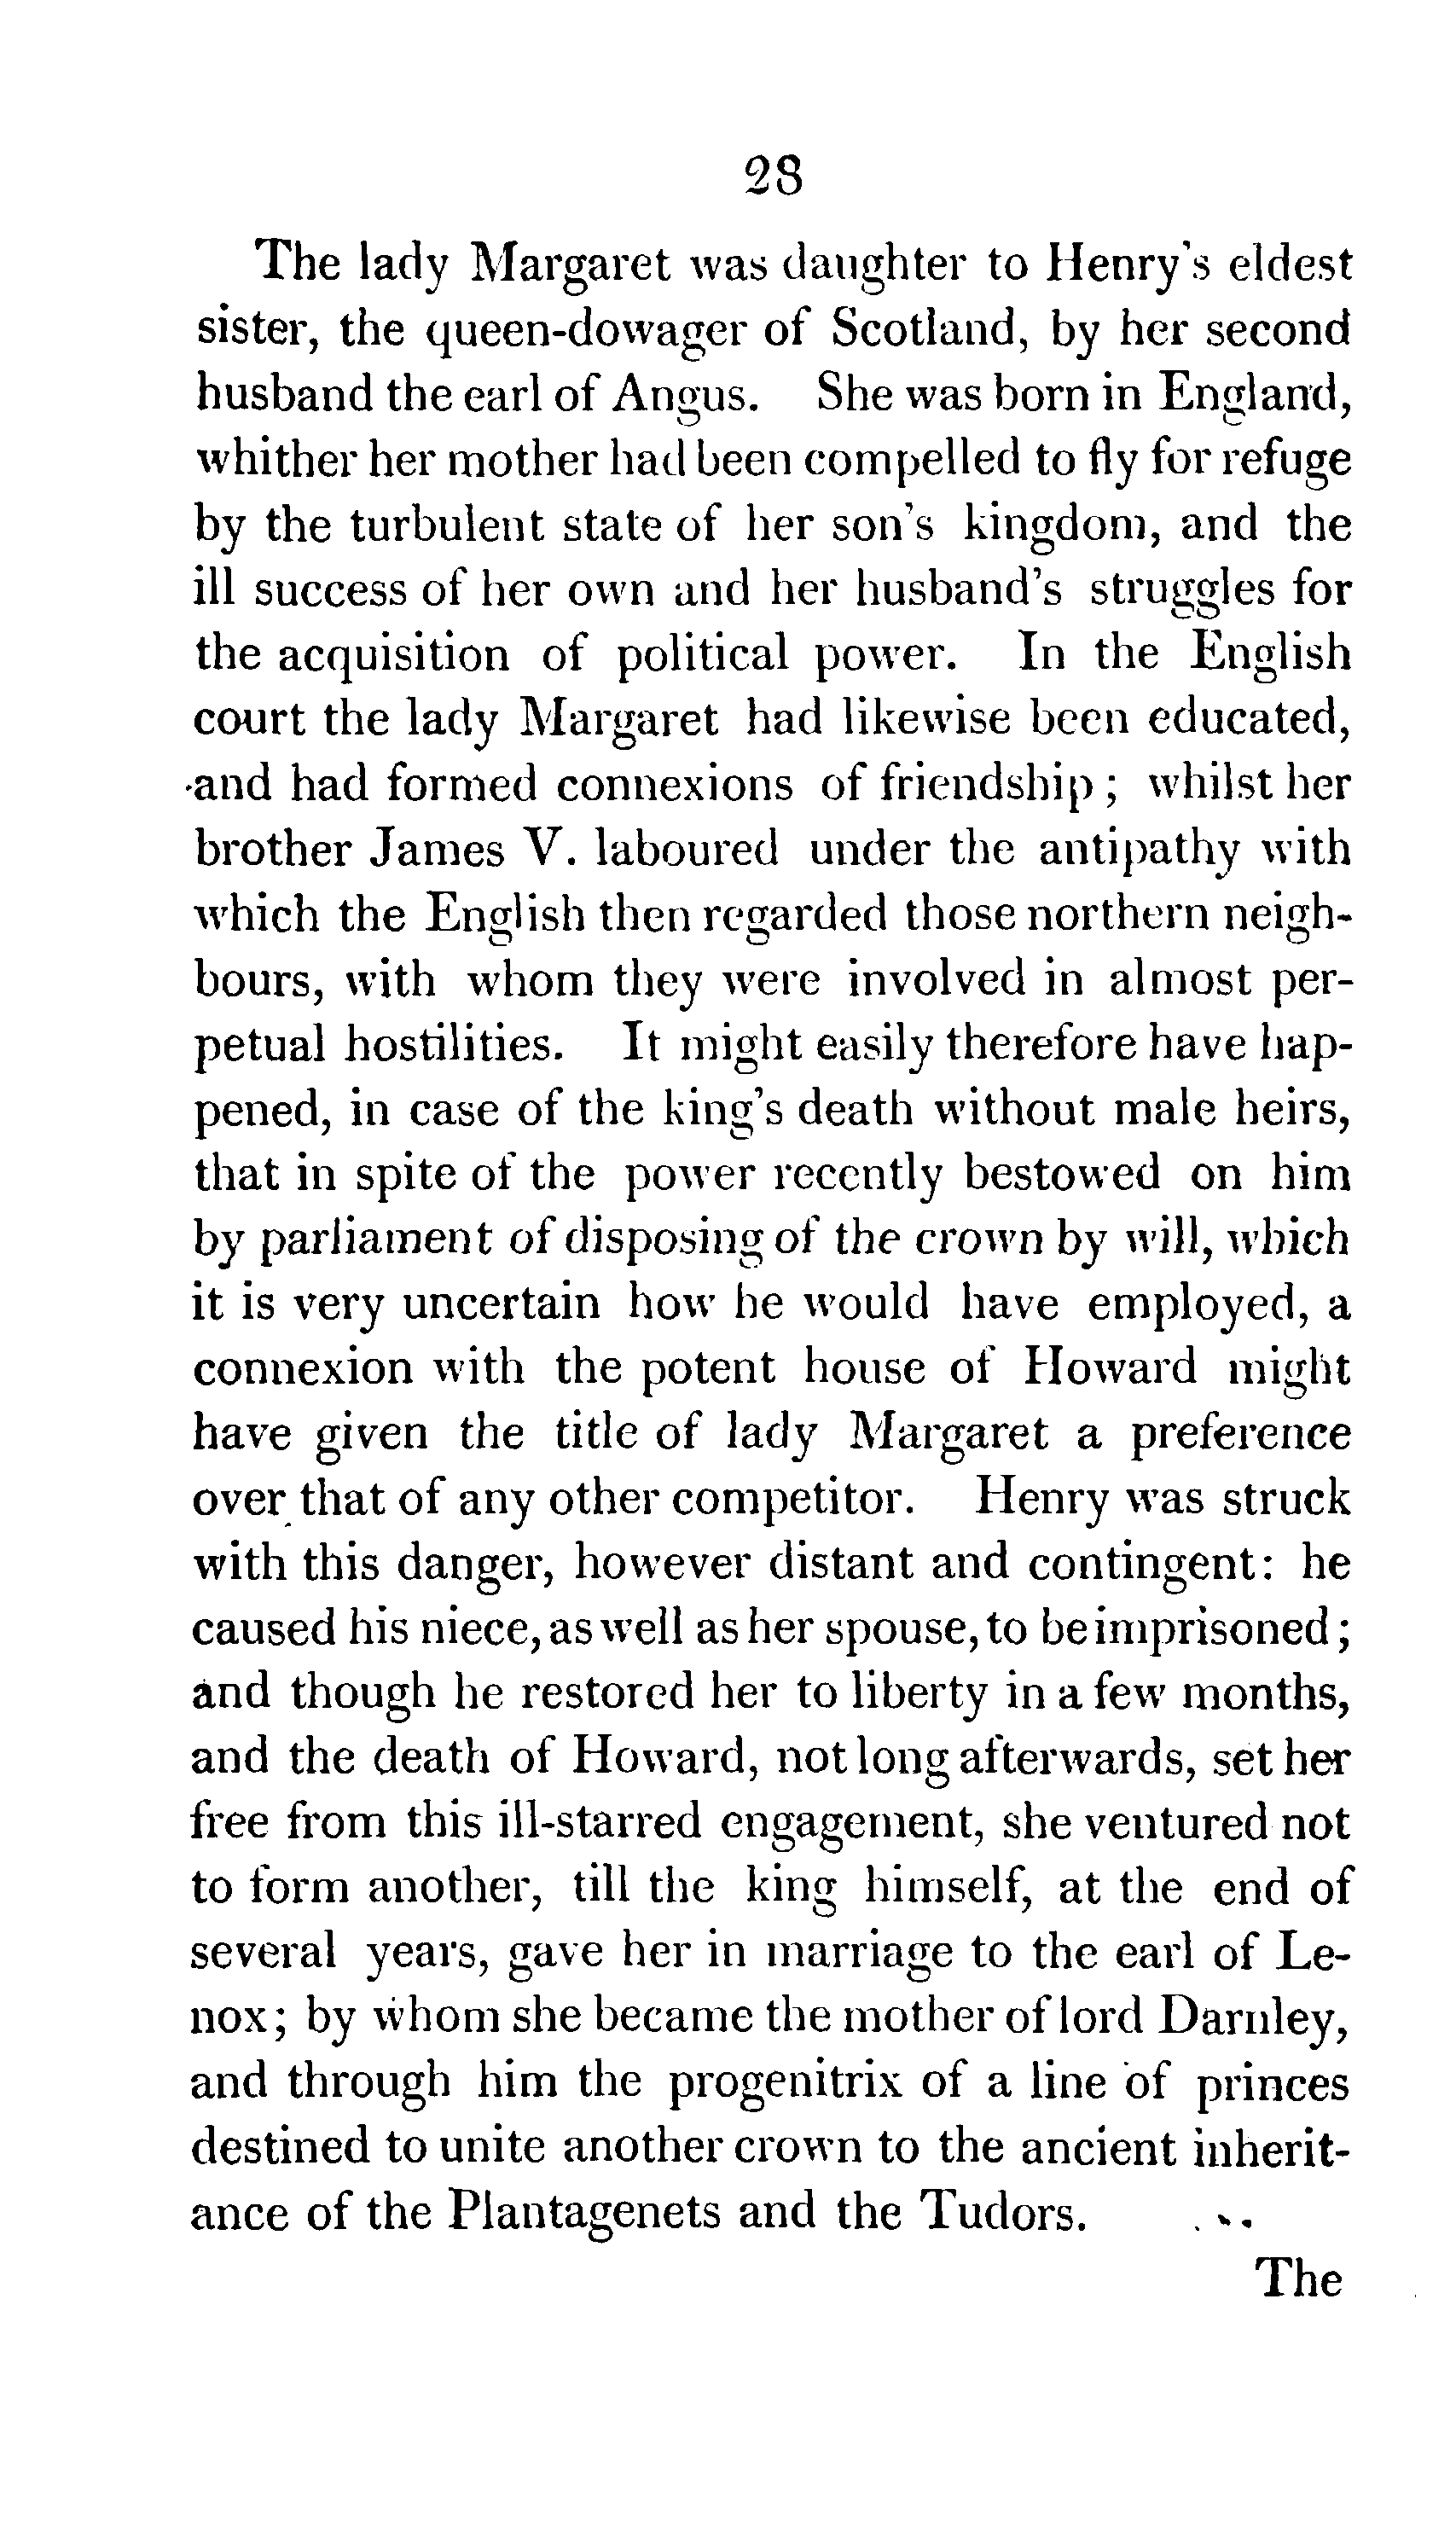 28
The lady Margaret was daughter to Henry's eldest
sister, the queen-dowager of Scotland, by her second
husband the earl of Angus. She was born in England,
whither her mother had been compelled to fly for refuge
by the turbulent state of her son's kingdom, and the
ill success of her own and her husband's struggles for
the acquisition of political power. In the English
court the lady Margaret had likewise been educated,
and had formed connexions of friendship; whilst her
brother James V. laboured under the antipathy with
which the English then regarded those northern neigh-
bours, with whom they were involved in almost per-
petual hostilities. It might easily therefore have hap-
pened, in case of the king's death without male heirs,
that in spite of the power recently bestowed on him
by parliament of disposing of the crown by will, which
it is very uncertain how he would have employed, a
connexion with the potent house of Howard might
have given the title of lady Margaret a preference
over that of any other competitor. Henry was struck
with this danger, however distant and contingent: he
caused his niece, as well as her spouse, to be imprisoned;
and though he restored her to liberty in a few months,
and the death of Howard, not long afterwards, set her
free from this ill-starred engagement, she ventured not
to form another, till the king himself, at the end of
several years, gave her in marriage to the earl of Le-
nox; by whom she became the mother of lord Darnley,
and through him the progenitrix of a line of princes
destined to unite another crown to the ancient inherit-
ance of the Plantagenets and the Tudors.
The